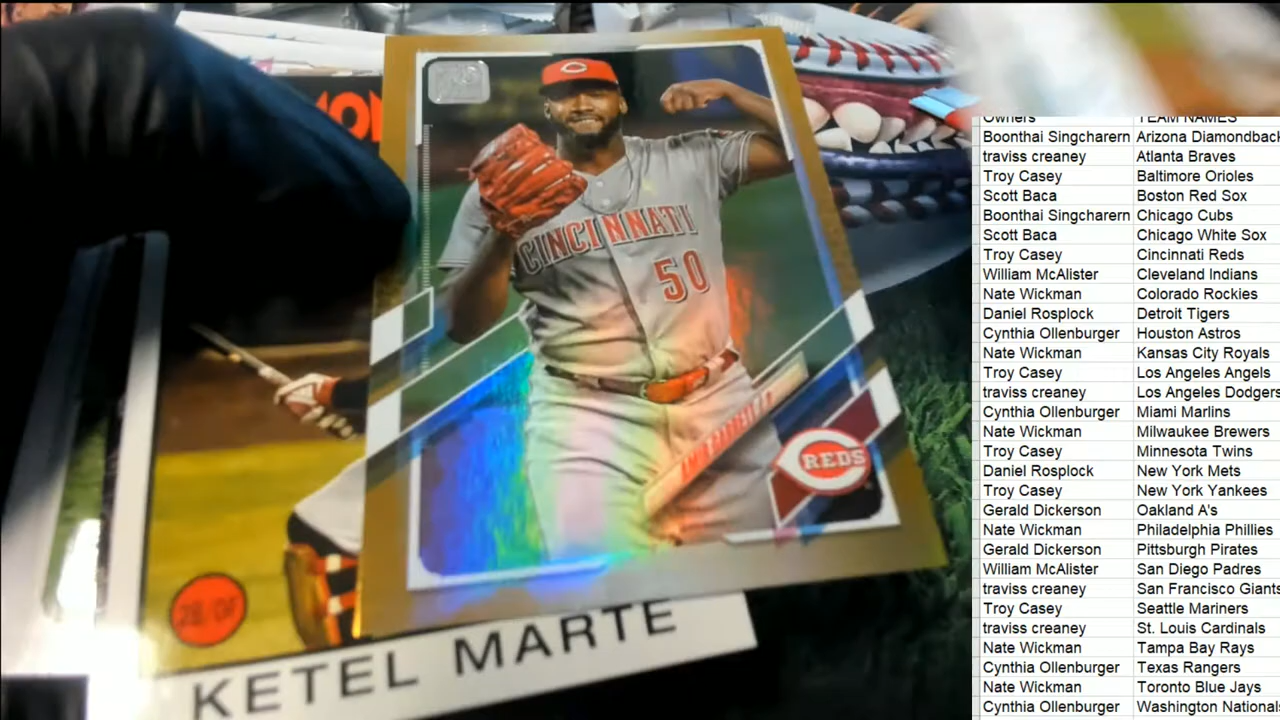 CINCINNATI
50
REDS
KETEL MARTE
Owners TEAM NAMES
Boonthai Singcharern Arizona Diamondback
traviss creaney Atlanta Braves
Troy Casey Baltimore Orioles
Scott Baca Boston Red Sox
Boonthai Singcharern Chicago Cubs
Scott Baca Chicago White Sox
Troy Casey Cincinnati Reds
William McAlister Cleveland Indians
Nate Wickman Colorado Rockies
Daniel Rosplock Detroit Tigers
Cynthia Ollenburger Houston Astros
Nate Wickman Kansas City Royals
Troy Casey Los Angeles Angels
traviss creaney Los Angeles Dodgers
Cynthia Ollenburger Miami Marlins
Nate Wickman Milwaukee Brewers
Troy Casey Minnesota Twins
Daniel Rosplock New York Mets
Troy Casey New York Yankees
Gerald Dickerson Oakland A's
Nate Wickman Philadelphia Phillies
Gerald Dickerson Pittsburgh Pirates
William McAlister San Diego Padres
traviss creaney San Francisco Giants
Troy Casey Seattle Mariners
traviss creaney St. Louis Cardinals
Nate Wickman Tampa Bay Rays
Cynthia Ollenburger Texas Rangers
Nate Wickman Toronto Blue Jays
Cynthia Ollenburger Washington National